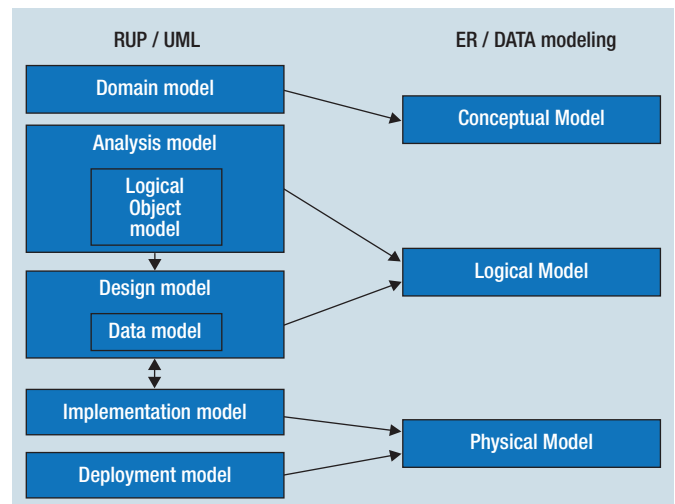 RUP / UML
Domain model
Analysis model
Logical
Object
model
Design model
Data model
Implementation model
Deployment model
ER / DATA modeling
Conceptual Model
Logical Model
Physical Model